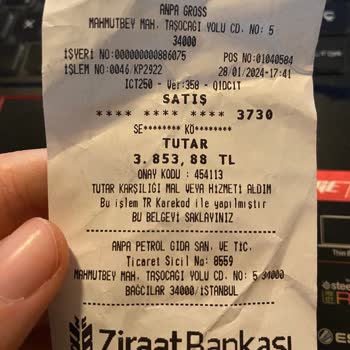 ANPA GROSS
MAHMUTBEY MAH. TAŞOCAĞI YOLU CD. NO: 5
34000
İŞYERİ NO:000000000886075 POS NO:01040584
İŞLEM NO:0046/KP2922 28/01/2024-17:41
ICT250 - Ver:358 - Q1DC1T
SATIŞ
**** **** **** 3730
SE******** KÖ********
TUTAR
3.853,88 TL
ONAY KODU : 454113
TUTAR KARŞILIĞI MAL VEYA HİZMETİ ALDIM
Bu işlem TR Karekod ile yapılmıştır
BU BELGEYİ SAKLAYINIZ
ANPA PETROL GIDA SAN. VE TİC.
Ticaret Sicil No: 8559
MAHMUTBEY MAH. TAŞOCAĞI YOLU CD. NO: 5 34000
BAĞCILAR 34000/İSTANBUL
Ziraat Bankası